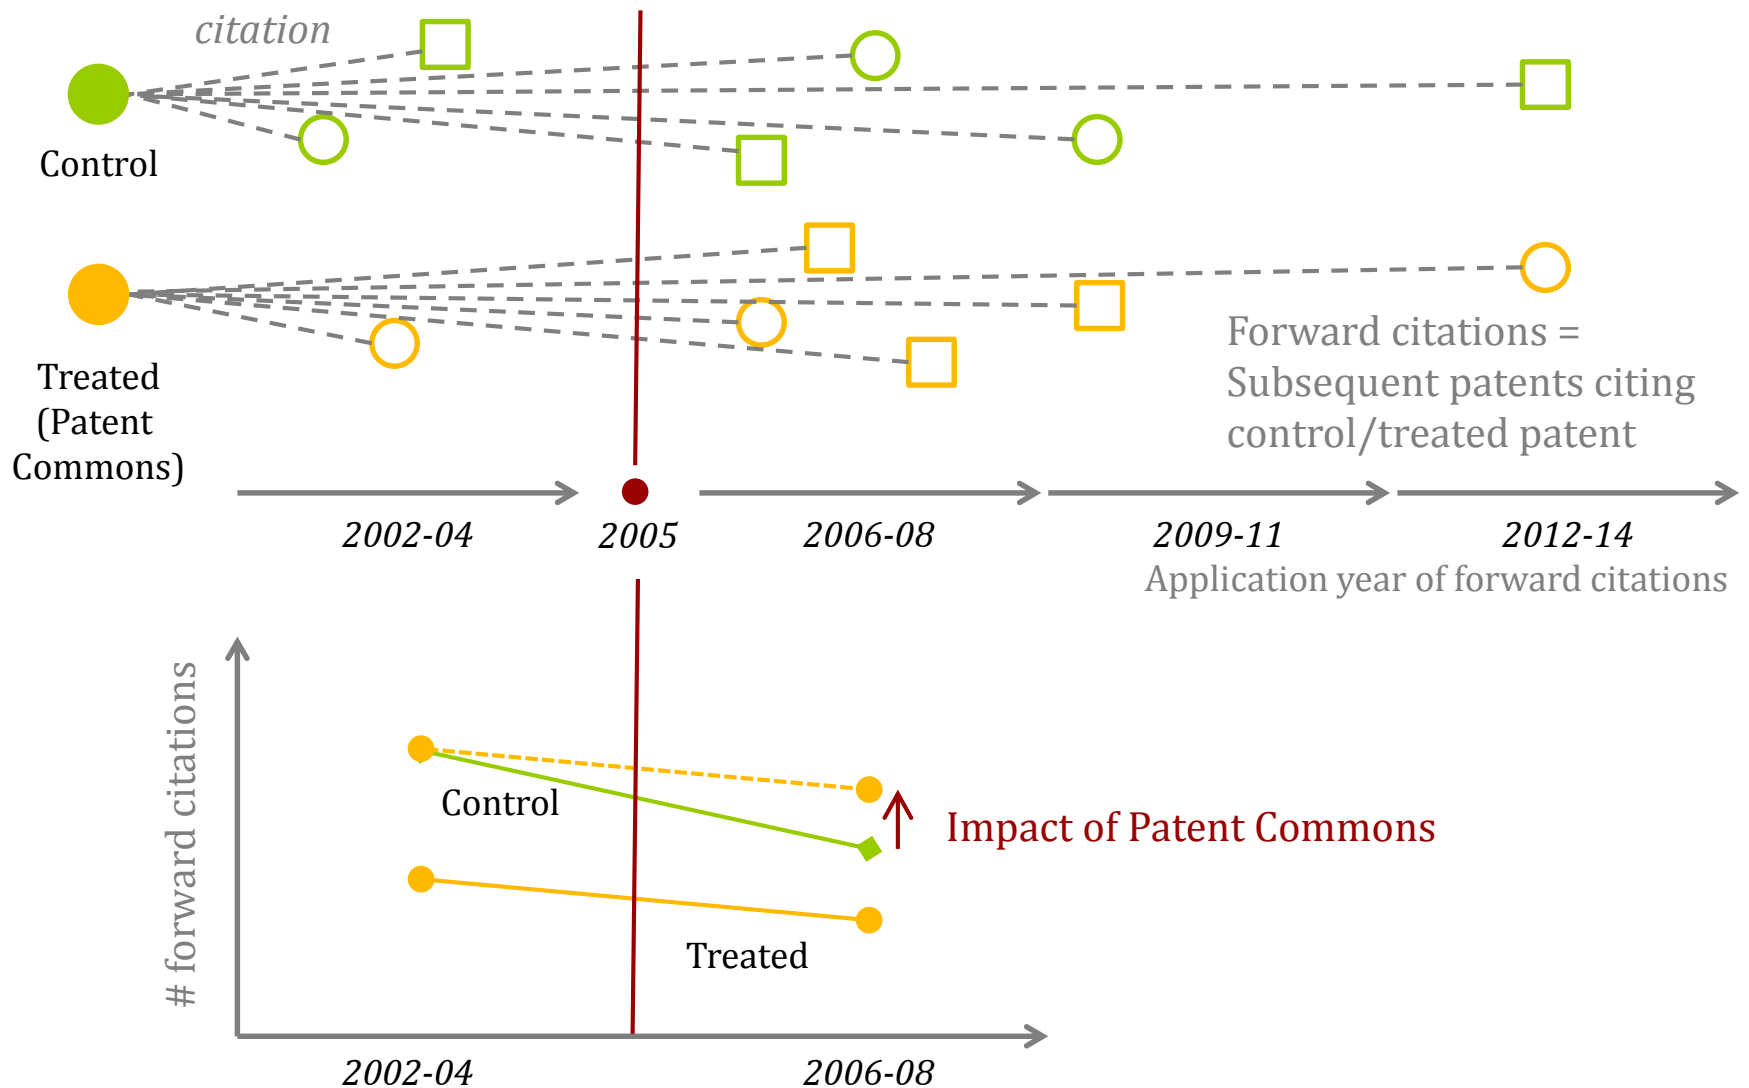 citation
Control
Treated
(Patent
Commons)
Forward citations =
Subsequent patents citing
control/treated patent
2002-04
2005
2006-08
2009-11
2012-14
Application year of forward citations
# forward citations
Control
Impact of Patent Commons
Treated
2002-04
2006-08